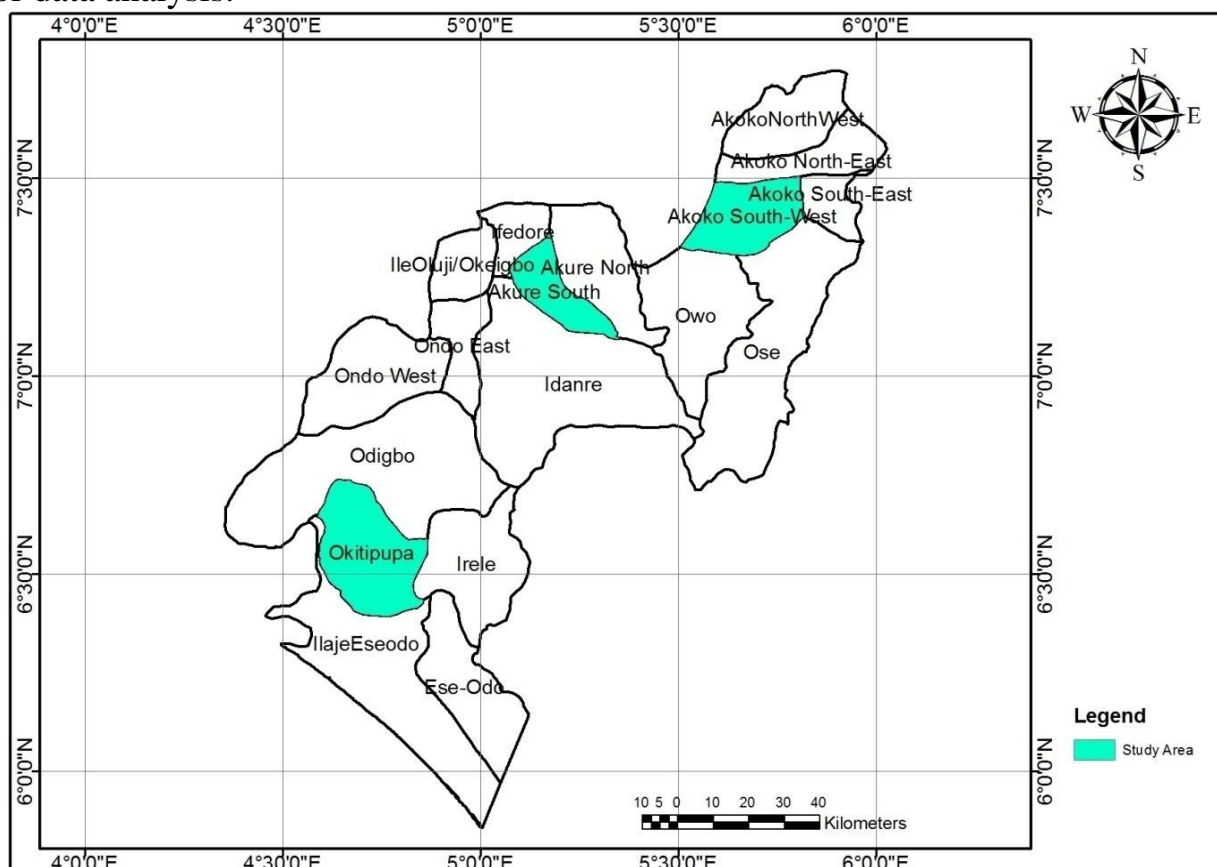 or data analysis.
4°0'0"E 4°30'0"E 5°0'0"E 5°30'0"E 6°0'0"E
N
W E
S
AkokoNorthWest
Akoko North-East
7°30'0"N 7°30'0"N
Akoko South-East
Akoko South-West
Ifedore
IleOluji/Okeigbo
Akure North
Akure South
Owo
Ondo East
Ose
7°0'0"N 7°0'0"N
Ondo West
Idanre
Odigbo
Okitipupa
Irele
6°30'0"N 6°30'0"N
IlajeEseodo
Ese-Odo
Legend
Study Area
6°0'0"N 6°0'0"N
10 5 0 10 20 30 40
Kilometers
4°0'0"E 4°30'0"E 5°0'0"E 5°30'0"E 6°0'0"E